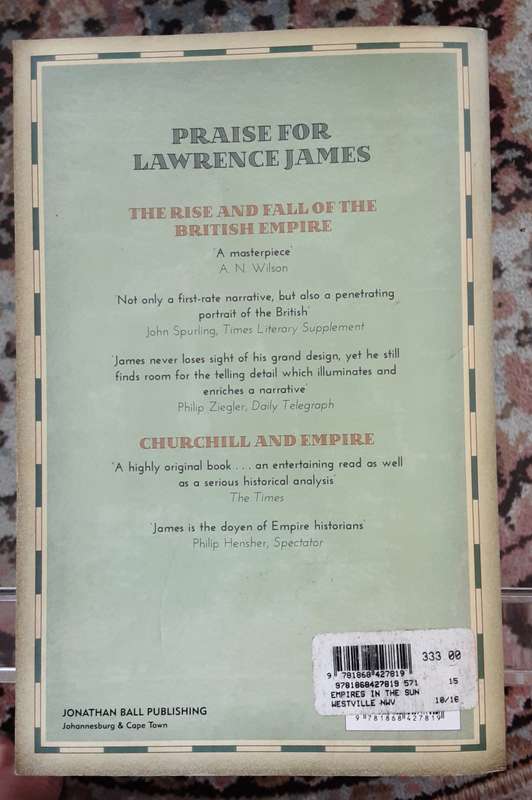 PRAISE FOR
LAWRENCE JAMES
THE RISE AND FALL OF THE
BRITISH EMPIRE
'A masterpiece'
A. N. Wilson
'Not only a first-rate narrative, but also a penetrating
portrait of the British'
John Spurling, Times Literary Supplement
'James never loses sight of his grand design, yet he still
finds room for the telling detail which illuminates and
enriches a narrative'
Philip Ziegler, Daily Telegraph
CHURCHILL AND EMPIRE
'A highly original book . . . an entertaining read as well
as a serious historical analysis'
The Times
'James is the doyen of Empire historians'
Philip Hensher, Spectator
333 00
9 781868 427819
9781868427819 571 15
EMPIRES IN THE SUN
WESTVILLE NWV 10/16
9 781868 427819
JONATHAN BALL PUBLISHING
Johannesburg & Cape Town